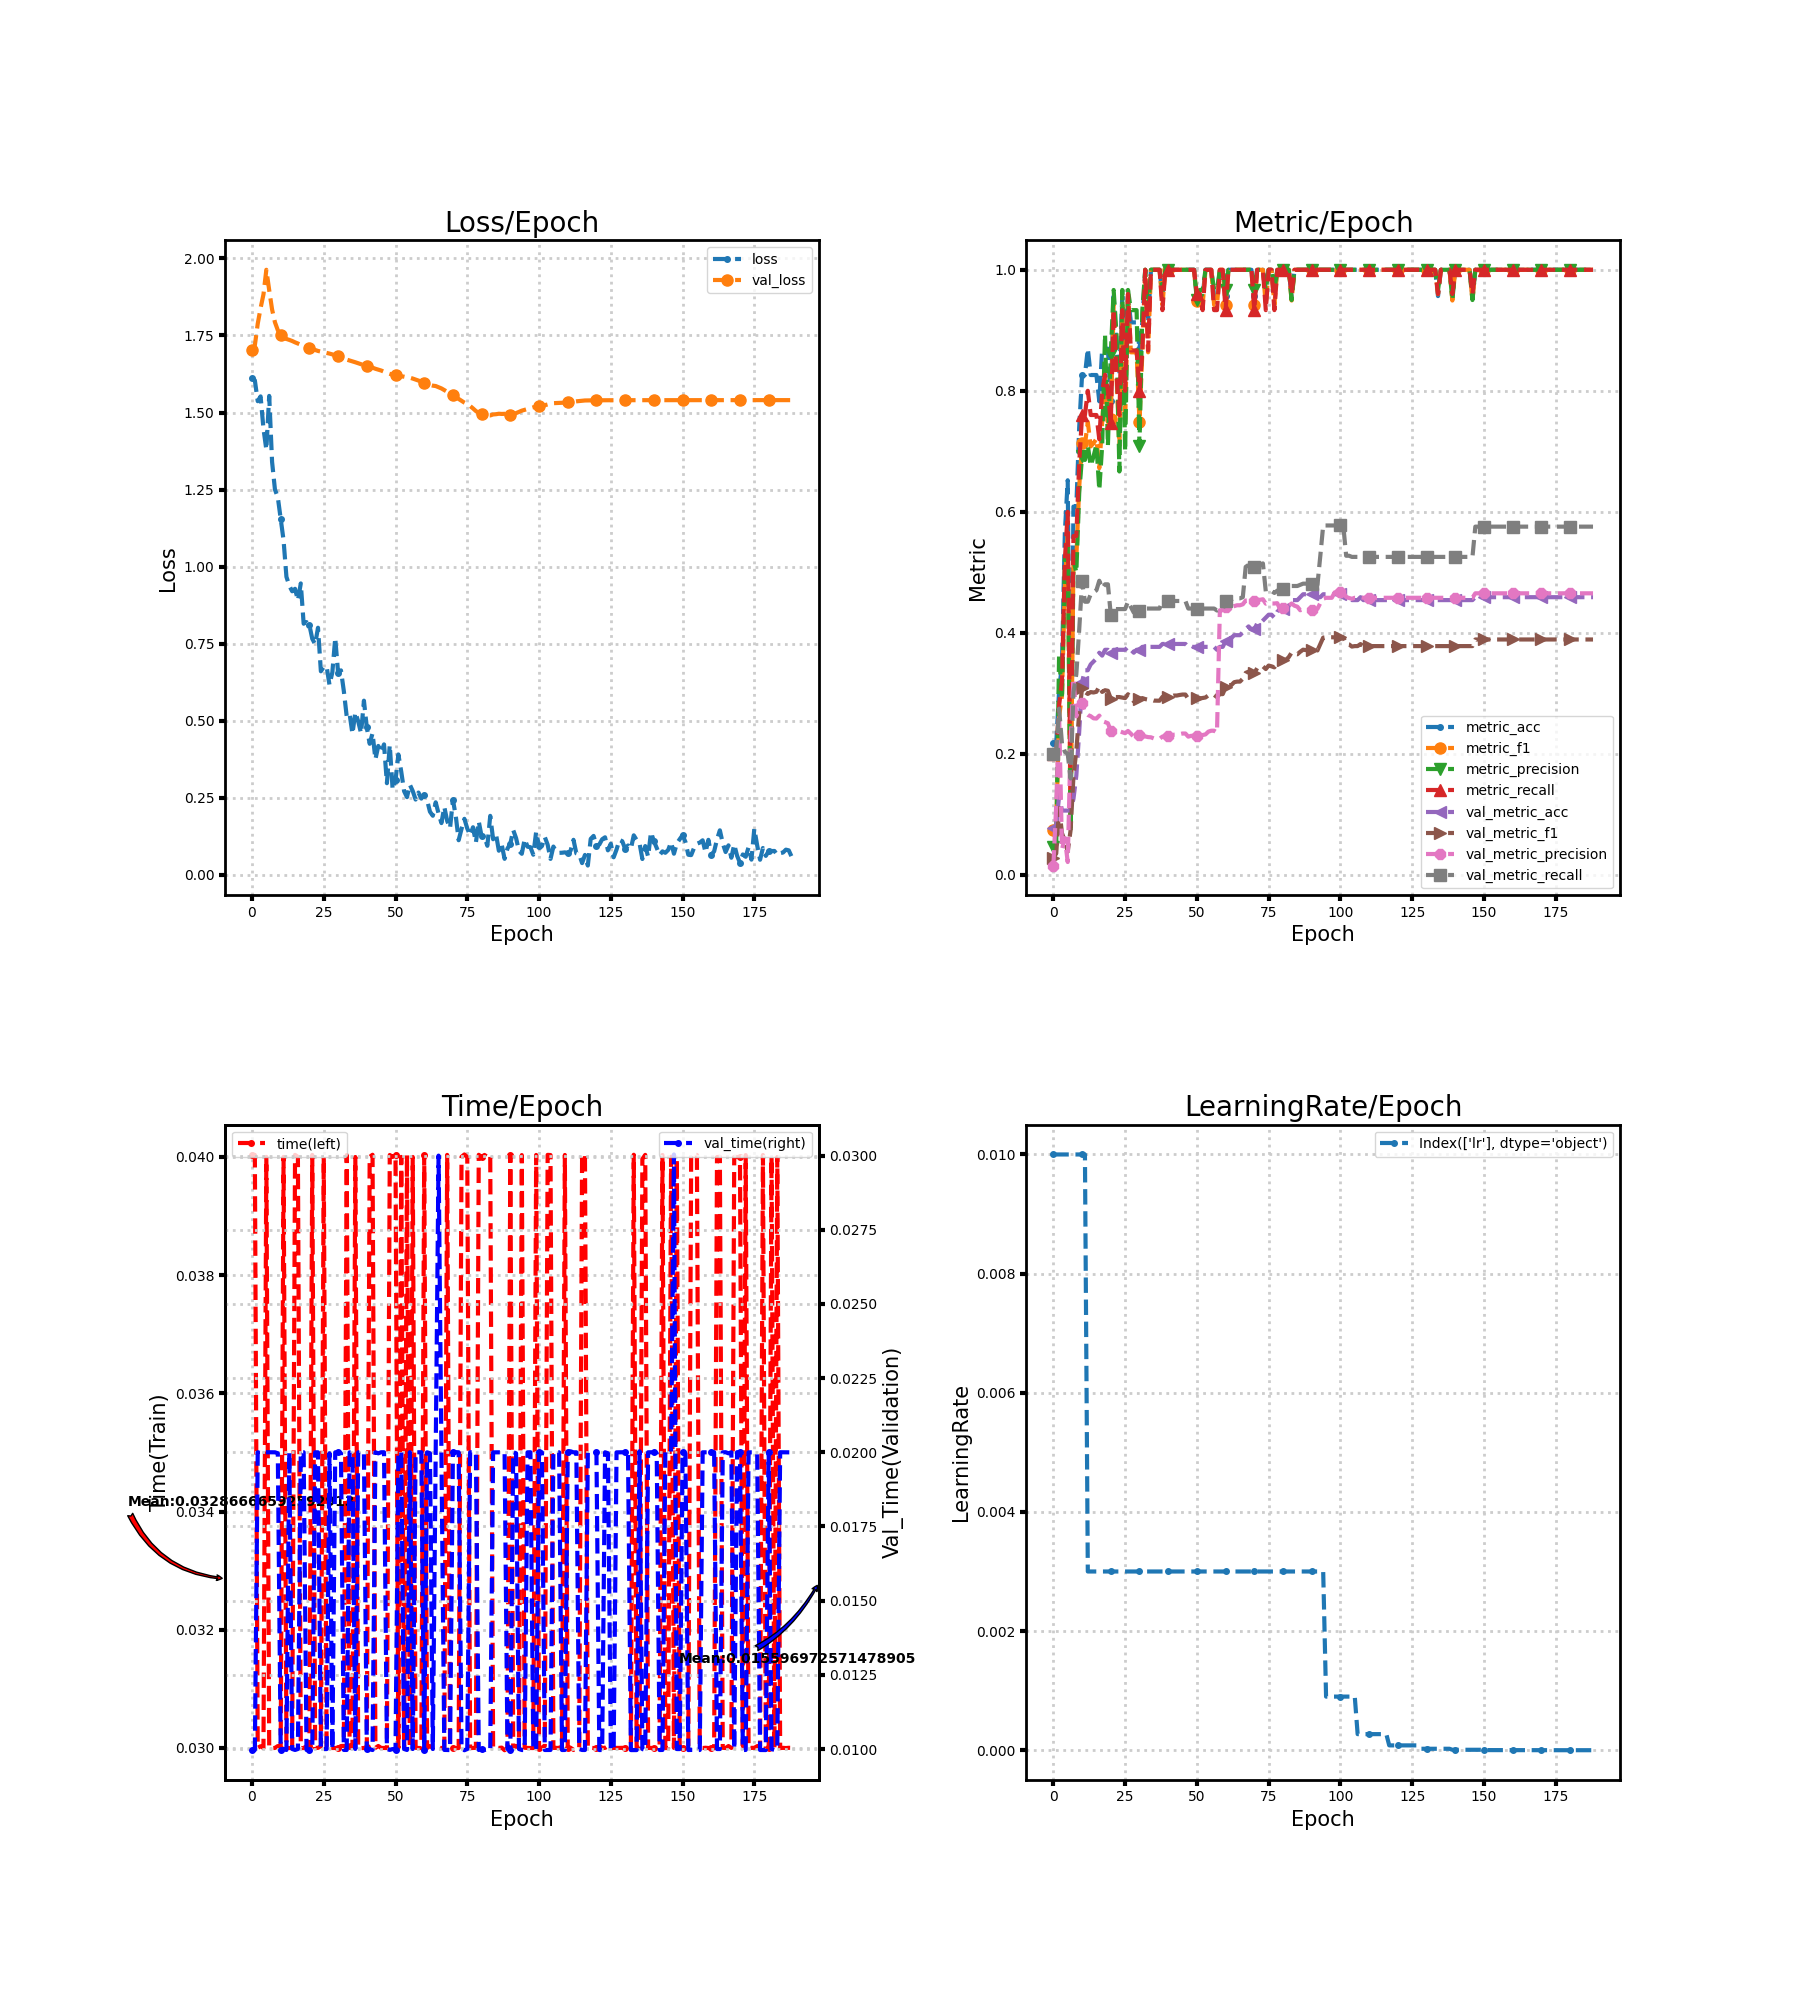 Loss/Epoch
2.00
1.75
1.50
1.25
1.00
0.75
0.50
0.25
0.00
Loss
loss
val_loss
0 25 50 75 100 125 150 175
Epoch
Metric/Epoch
1.0
0.8
0.6
0.4
0.2
0.0
Metric
metric_acc
metric_f1
metric_precision
metric_recall
val_metric_acc
val_metric_f1
val_metric_precision
val_metric_recall
0 25 50 75 100 125 150 175
Epoch
Time/Epoch
time(left)
val_time(right)
0.040
0.038
0.036
0.034
0.032
0.030
Time(Train)
0.0300
0.0275
0.0250
0.0225
0.0200
0.0175
0.0150
0.0125
0.0100
Val_Time(Validation)
Mean:0.015596972571478905
0 25 50 75 100 125 150 175
Epoch
LearningRate/Epoch
Index(['lr'], dtype='object')
0.010
0.008
0.006
0.004
0.002
0.000
LearningRate
0 25 50 75 100 125 150 175
Epoch